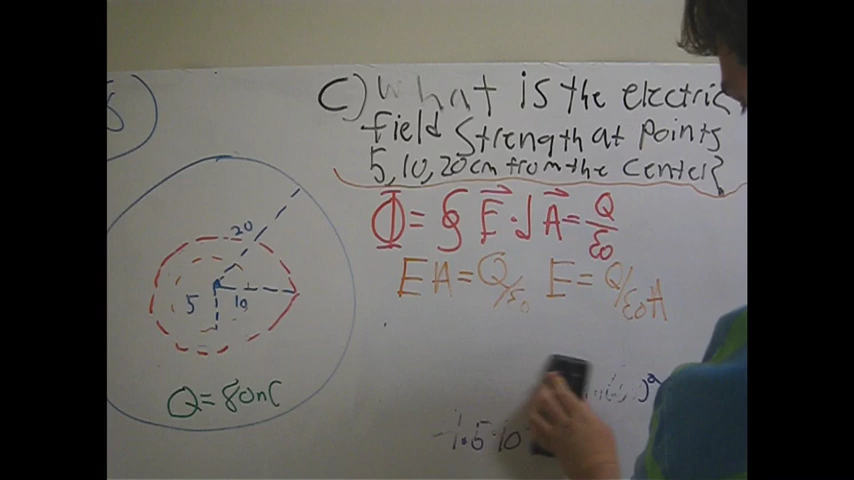 C) What is the electric
field strength at points
5, 10, 20cm from the center?
Φ = ∮ E⃗ · d A⃗ = Q/ε0
EA = Q/ε0 E = Q/ε0A
20
5 10
Q = 80nC